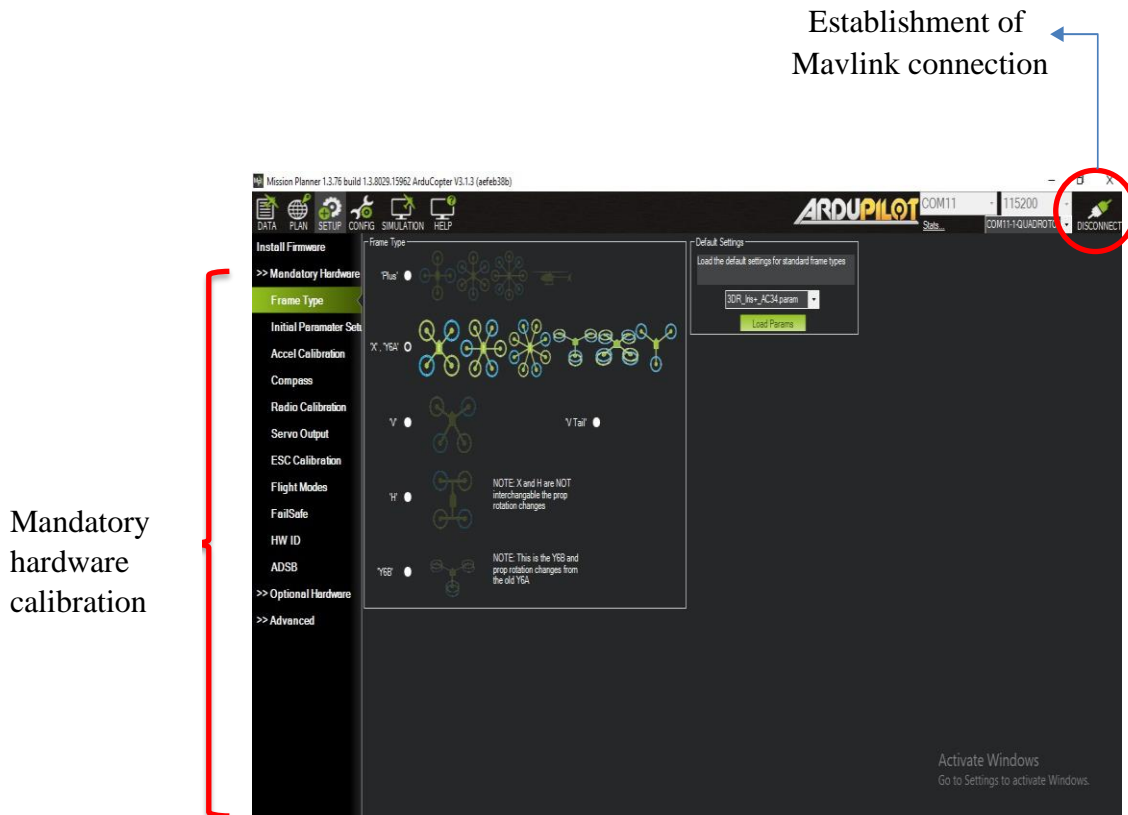 Establishment of
Mavlink connection
Mission Planner 1.3.76 build 1.3.8029.15962 ArduCopter V3.1.3 (aefeb38b)
DATA PLAN SETUP CONFIG SIMULATION HELP
ARDUPILOT
COM11 115200
Stats... COM11-1-QUADROTO DISCONNECT
Install Firmware
>> Mandatory Hardware
Frame Type
Initial Paramater Setu
Accel Calibration
Compass
Radio Calibration
Servo Output
ESC Calibration
Flight Modes
FailSafe
HW ID
ADSB
>> Optional Hardware
>> Advanced
Frame Type
'Plus'
'X', 'Y6A'
'V' 'V Tail'
'H'
NOTE: X and H are NOT
interchangable the prop
rotation changes
'Y6B'
NOTE: This is the Y6B and
prop rotation changes from
the old Y6A
Default Settings
Load the default settings for standard frame types
3DR_Iris+_AC34.param
Load Params
Mandatory
hardware
calibration
Activate Windows
Go to Settings to activate Windows.